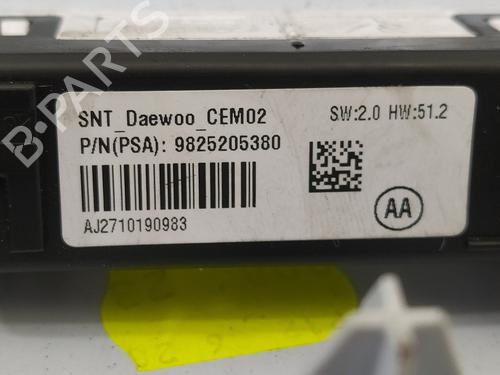 SNT_Daewoo_CEM02
SW:2.0 HW:51.2
P/N(PSA): 9825205380
AA
AJ2710190983
B-PARTS